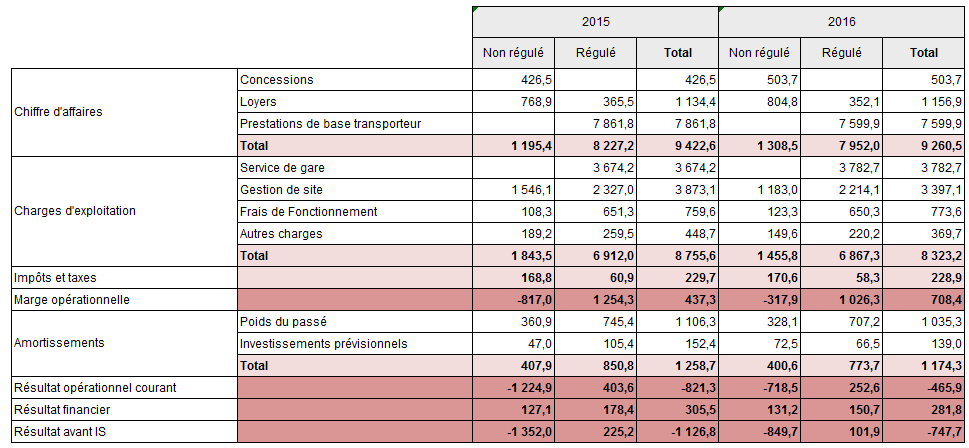 2015 2016
Non régulé Régulé Total Non régulé Régulé Total
Chiffre d'affaires
Concessions 426,5 426,5 503,7 503,7
Loyers 768,9 365,5 1 134,4 804,8 352,1 1 156,9
Prestations de base transporteur 7 861,8 7 861,8 7 599,9 7 599,9
Total 1 195,4 8 227,2 9 422,6 1 308,5 7 952,0 9 260,5
Charges d'exploitation
Service de gare 3 674,2 3 674,2 3 782,7 3 782,7
Gestion de site 1 546,1 2 327,0 3 873,1 1 183,0 2 214,1 3 397,1
Frais de Fonctionnement 108,3 651,3 759,6 123,3 650,3 773,6
Autres charges 189,2 259,5 448,7 149,6 220,2 369,7
Total 1 843,5 6 912,0 8 755,6 1 455,8 6 867,3 8 323,2
Impôts et taxes 168,8 60,9 229,7 170,6 58,3 228,9
Marge opérationnelle -817,0 1 254,3 437,3 -317,9 1 026,3 708,4
Amortissements
Poids du passé 360,9 745,4 1 106,3 328,1 707,2 1 035,3
Investissements prévisionnels 47,0 105,4 152,4 72,5 66,5 139,0
Total 407,9 850,8 1 258,7 400,6 773,7 1 174,3
Résultat opérationnel courant -1 224,9 403,6 -821,3 -718,5 252,6 -465,9
Résultat financier 127,1 178,4 305,5 131,2 150,7 281,8
Résultat avant IS -1 352,0 225,2 -1 126,8 -849,7 101,9 -747,7